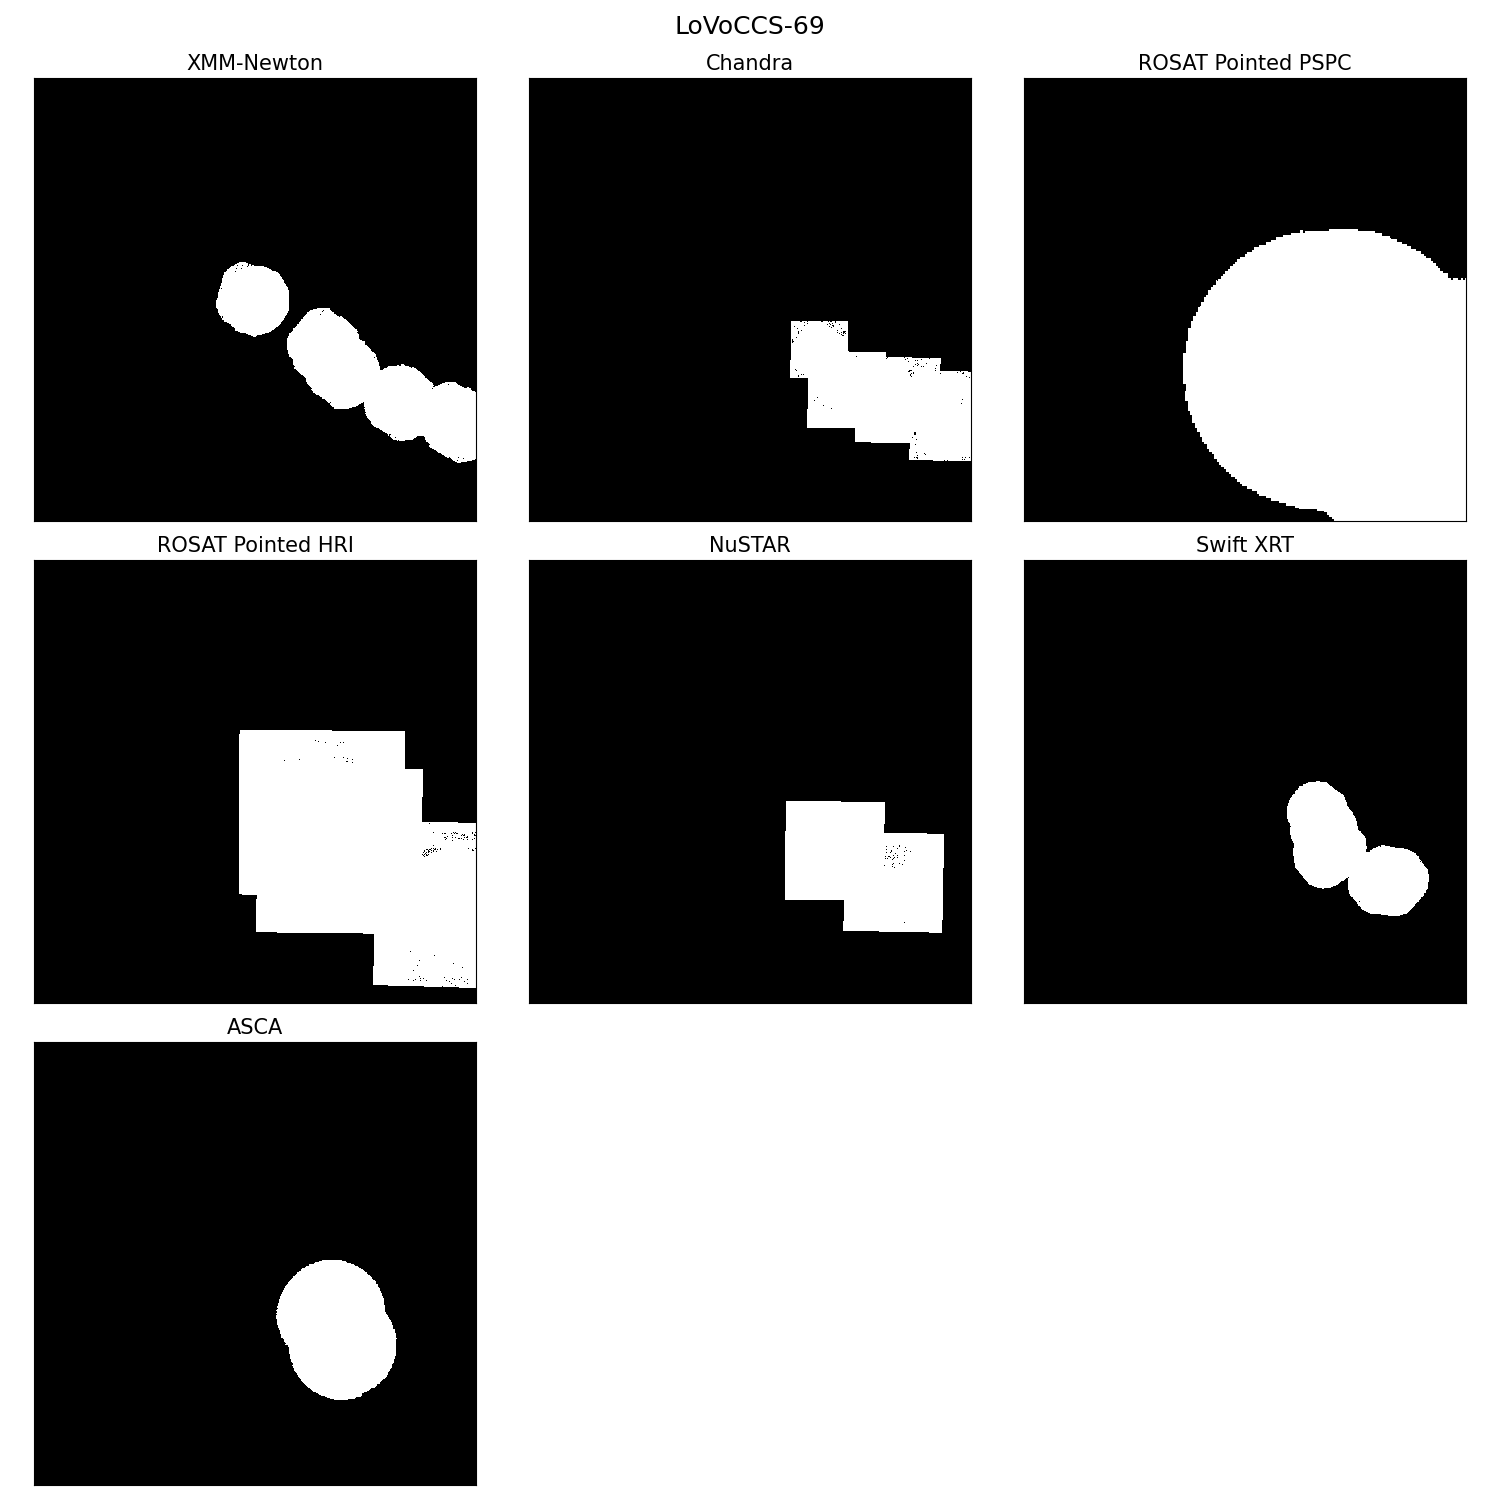 LoVoCCS-69
XMM-Newton
Chandra
ROSAT Pointed PSPC
ROSAT Pointed HRI
NuSTAR
Swift XRT
ASCA